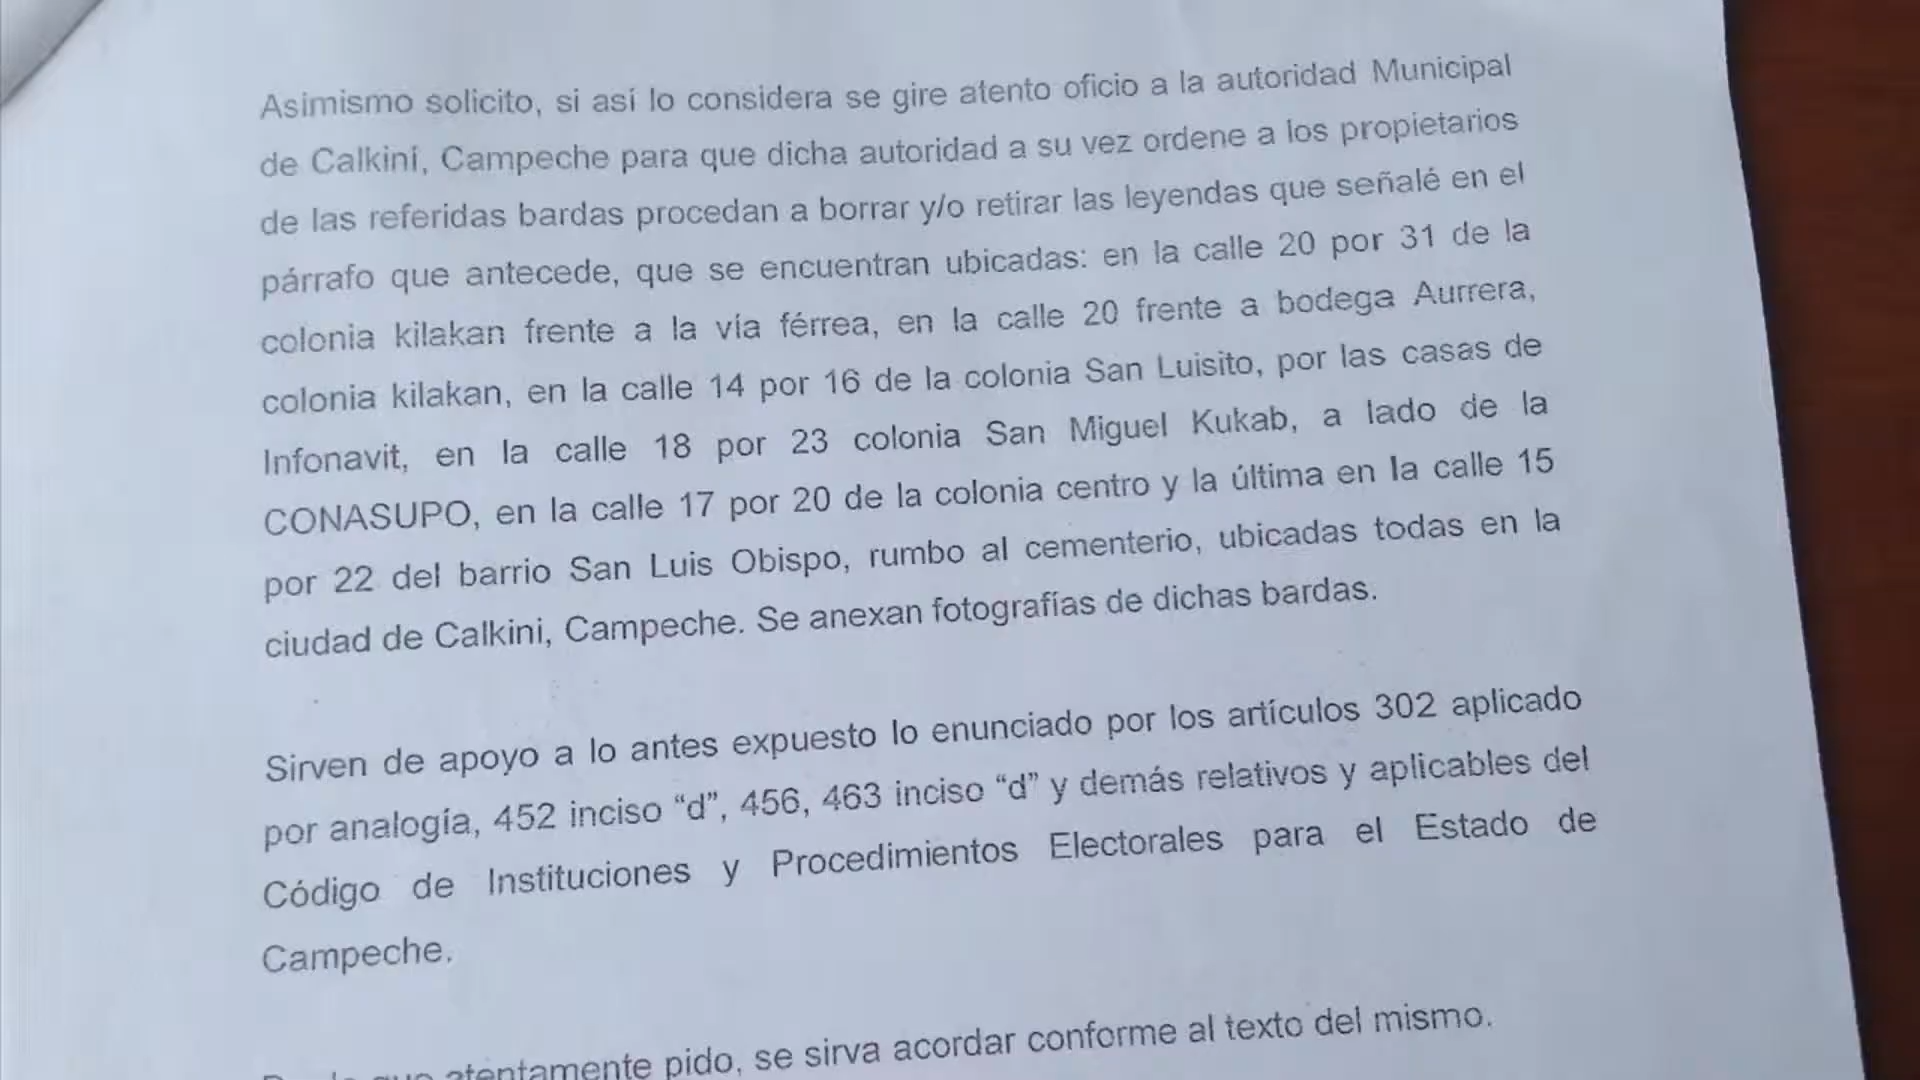 Asimismo solicito, si así lo considera se gire atento oficio a la autoridad Municipal
de Calkiní, Campeche para que dicha autoridad a su vez ordene a los propietarios
de las referidas bardas procedan a borrar y/o retirar las leyendas que señalé en el
párrafo que antecede, que se encuentran ubicadas: en la calle 20 por 31 de la
colonia kilakan frente a la vía férrea, en la calle 20 frente a bodega Aurrera,
colonia kilakan, en la calle 14 por 16 de la colonia San Luisito, por las casas de
Infonavit, en la calle 18 por 23 colonia San Miguel Kukab, a lado de la
CONASUPO, en la calle 17 por 20 de la colonia centro y la última en la calle 15
por 22 del barrio San Luis Obispo, rumbo al cementerio, ubicadas todas en la
ciudad de Calkini, Campeche. Se anexan fotografías de dichas bardas.
Sirven de apoyo a lo antes expuesto lo enunciado por los artículos 302 aplicado
por analogía, 452 inciso “d”, 456, 463 inciso “d” y demás relativos y aplicables del
Código de Instituciones y Procedimientos Electorales para el Estado de
Campeche.
atentamente pido, se sirva acordar conforme al texto del mismo.